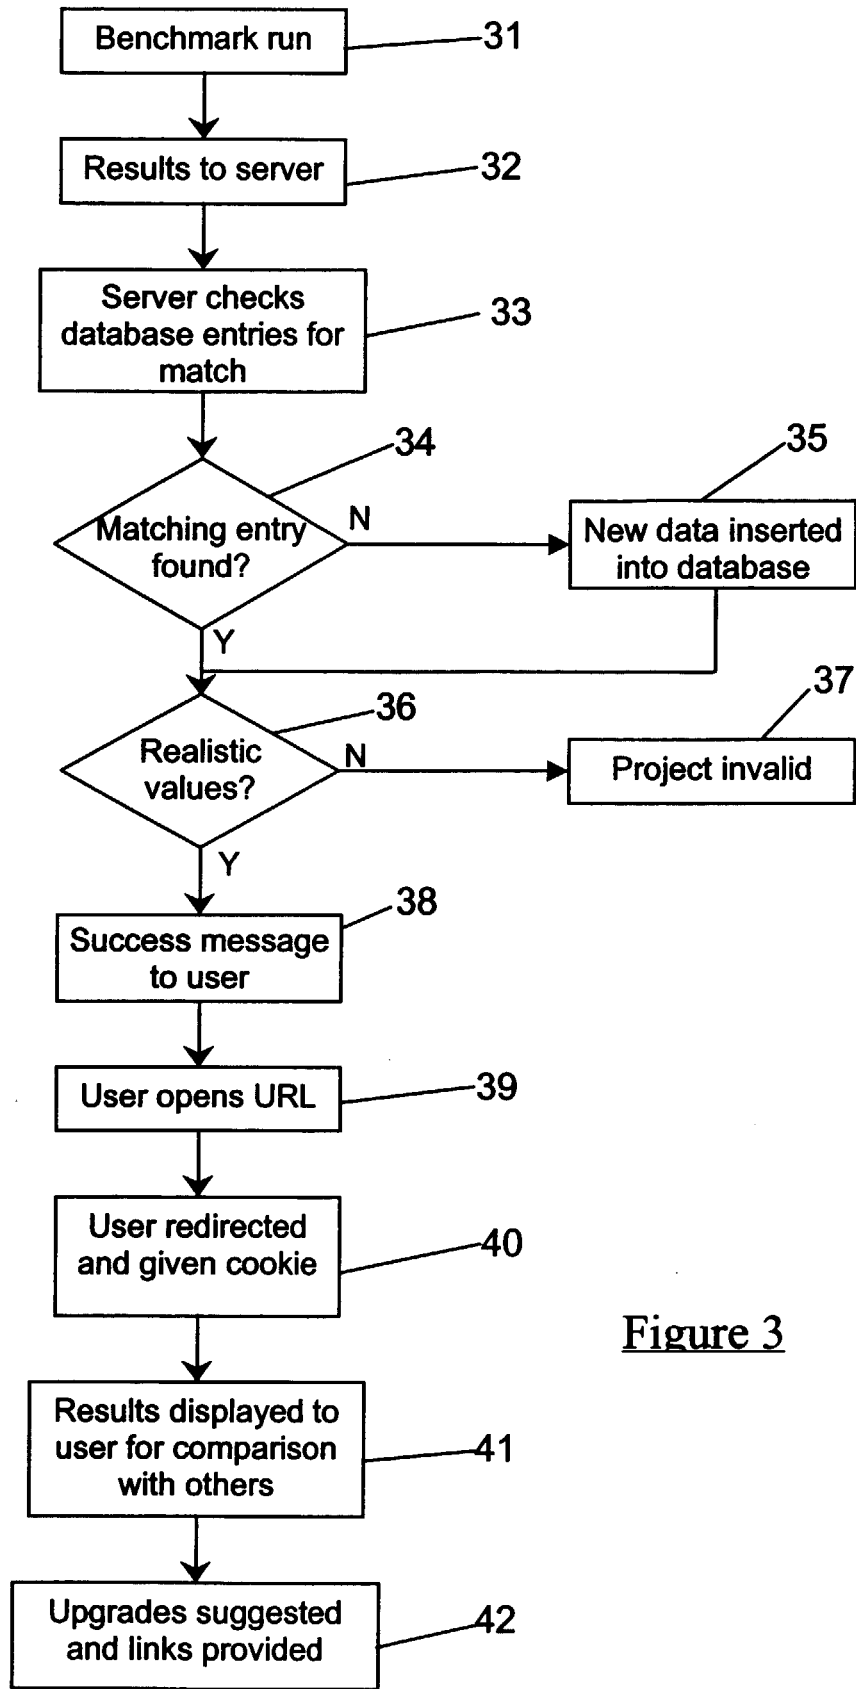 Benchmark run
31
Results to server
32
Server checks
database entries for
match
33
34
Matching entry
found?
N
35
New data inserted
into database
Y
36
Realistic
values?
N
37
Project invalid
Y
38
Success message
to user
User opens URL
39
User redirected
and given cookie
40
Figure 3
Results displayed to
user for comparison
with others
41
Upgrades suggested
and links provided
42